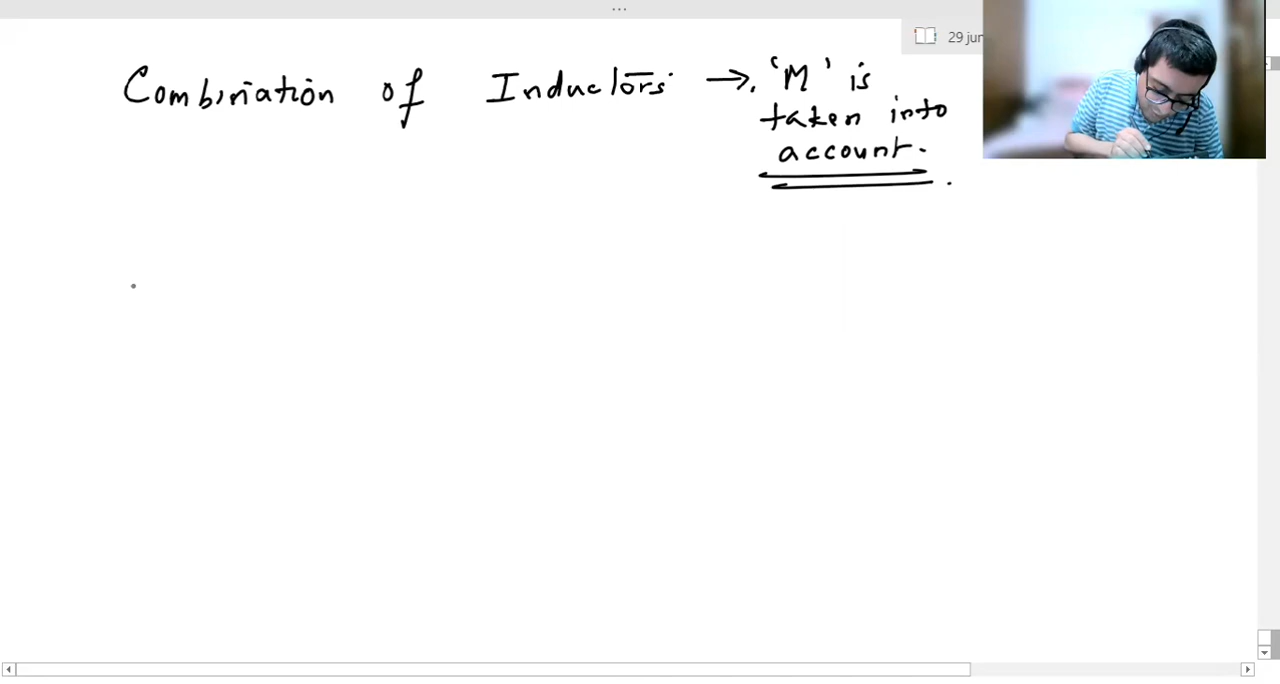 Combination of Inductors → 'M' is
taken into
account.
29 jun